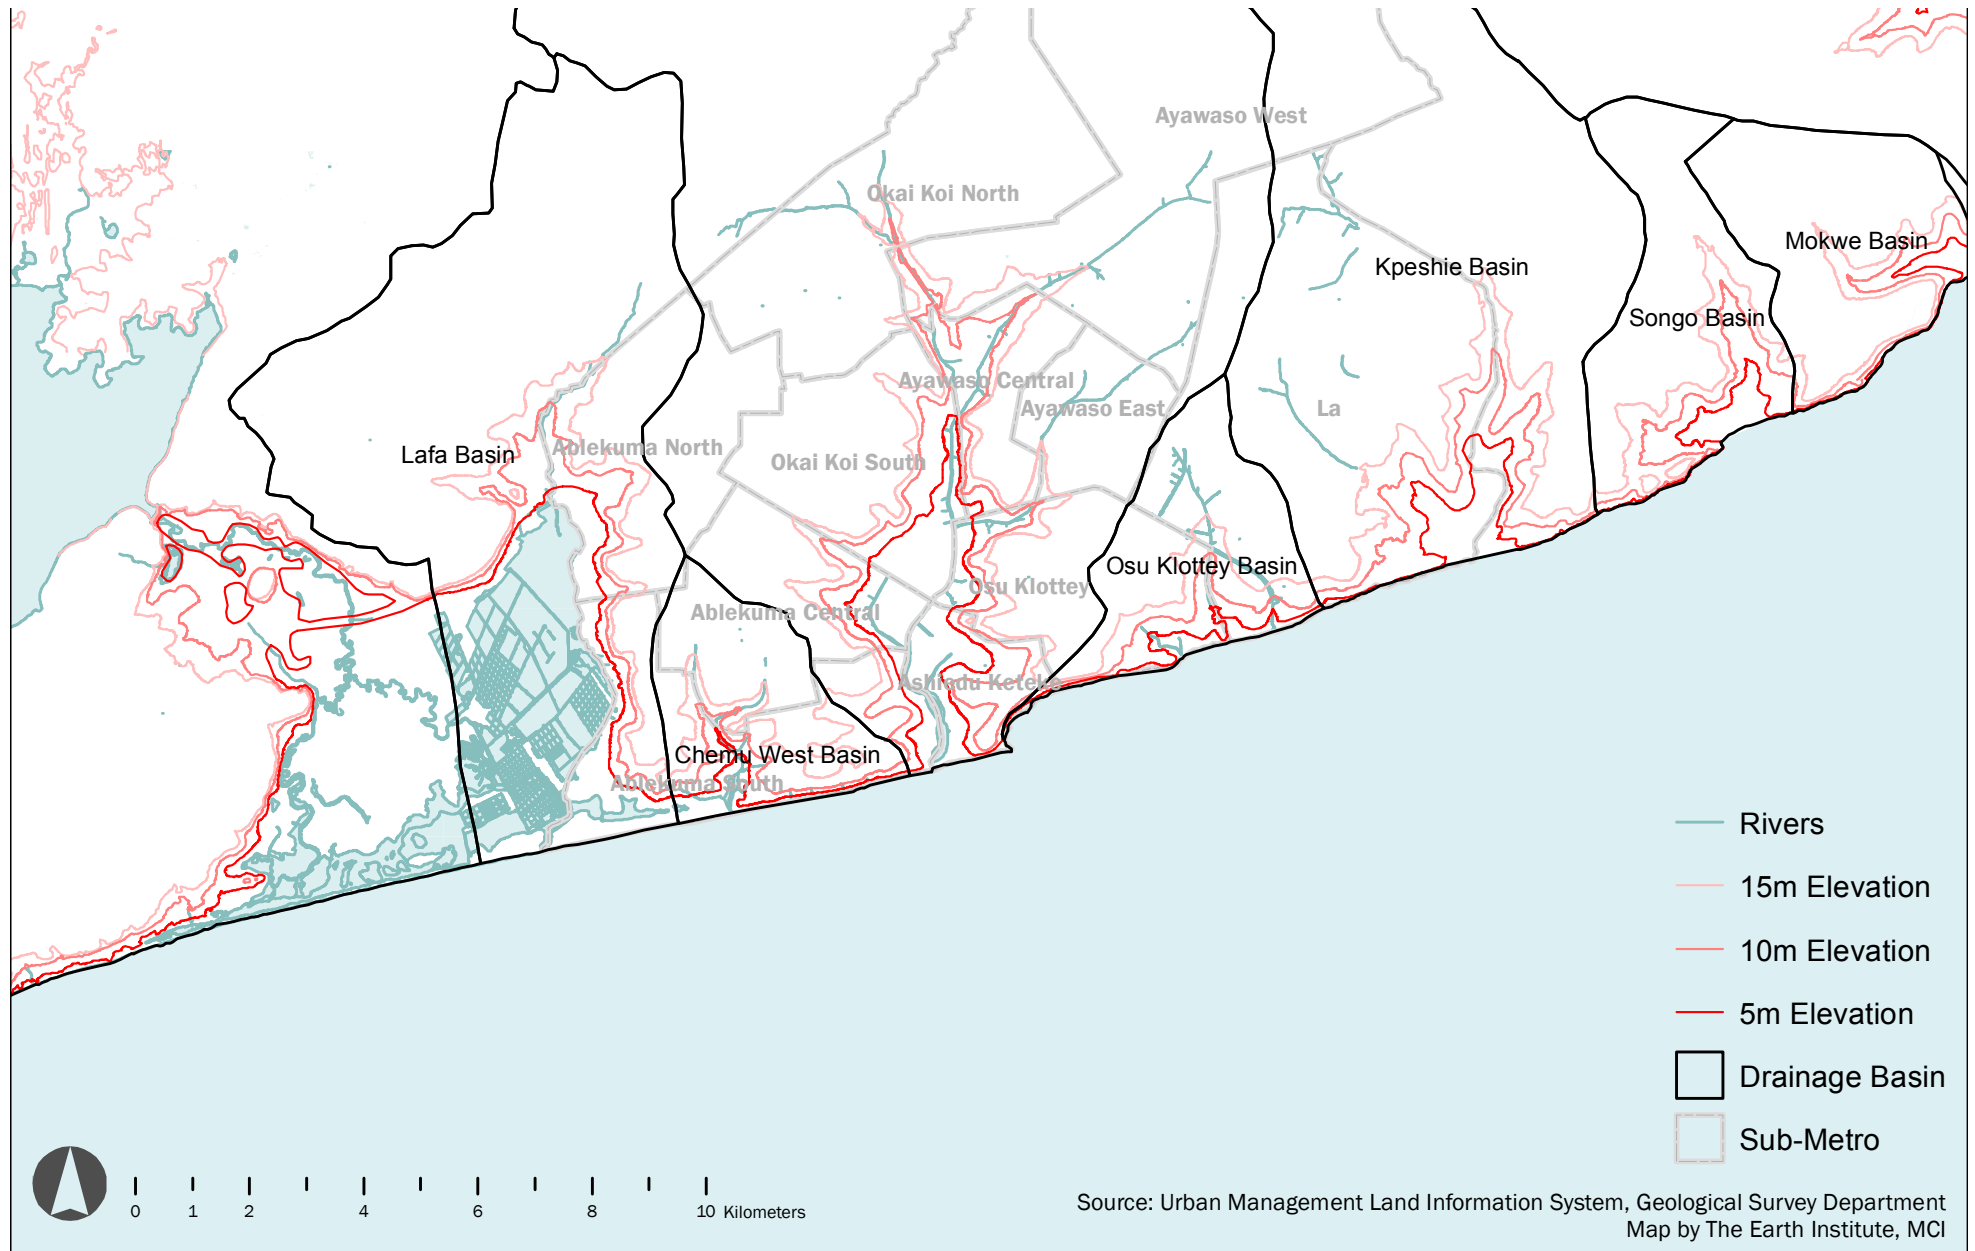 Ayawaso West
Okai Koi North
Mokwe Basin
Kpeshie Basin
Songo Basin
Ayawaso Central
Ayawaso East
La
Lafa Basin
Ablekuma North
Okai Koi South
Osu Klottey Basin
Osu Klottey
Ablekuma Central
Ashiedu Keteke
Chemu West Basin
Ablekuma South
Rivers
15m Elevation
10m Elevation
5m Elevation
Drainage Basin
Sub-Metro
0 1 2 4 6 8 10 Kilometers
Source: Urban Management Land Information System, Geological Survey Department
Map by The Earth Institute, MCI